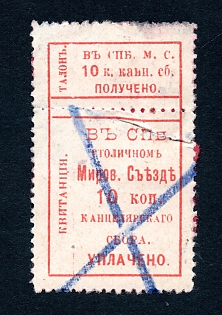 ТАЛОНЪ.
ВЪ СПБ. М. С.
10 к. канц. сб.
ПОЛУЧЕНО.
КВИТАНЦІЯ.
ВЪ СПБ.
СТОЛИЧНОМЪ
Миров. Съѣздѣ
10 коп.
КАНЦЕЛЯРСКАГО
СБОРА.
УПЛАЧЕНО.